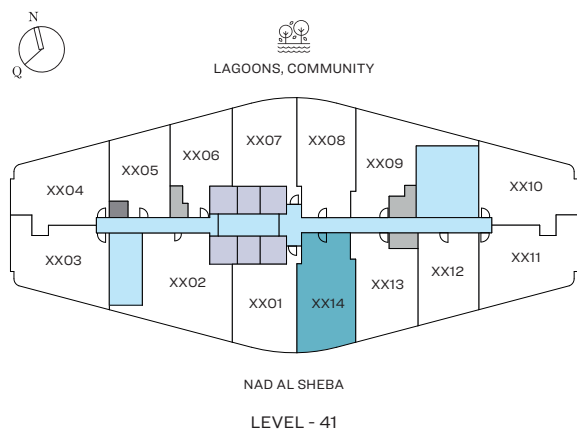 N
Q
LAGOONS, COMMUNITY
XX07
XX08
XX06
XX09
XX05
XX04
XX10
XX03
XX02
XX01
XX14
XX13
XX12
XX11
NAD AL SHEBA
LEVEL - 41